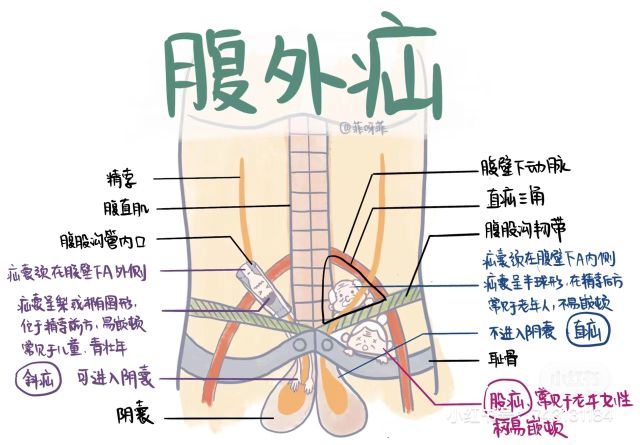 腹外疝
@菲呀菲
精索
腹直肌
腹股沟管内口
疝囊颈在腹壁下A外侧
疝囊呈梨或椭圆形,
位于精索前方,易嵌顿
常见于儿童、青壮年
斜疝 可进入阴囊
阴囊
腹壁下动脉
直疝三角
腹股沟韧带
疝囊颈在腹壁下A内侧
疝囊呈半球形,在精索后方
常见于老年人,不易嵌顿
不进入阴囊 直疝
耻骨
股疝 常见于老年女性
极易嵌顿
小红书